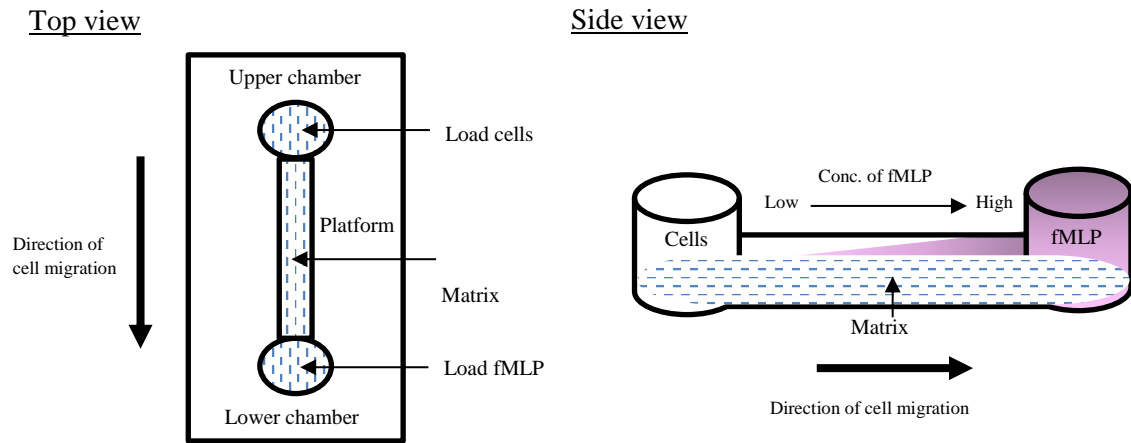 Top view
Upper chamber
Load cells
Platform
Direction of
cell migration
Matrix
Load fMLP
Lower chamber
Side view
Conc. of fMLP
Low
High
Cells
fMLP
Matrix
Direction of cell migration